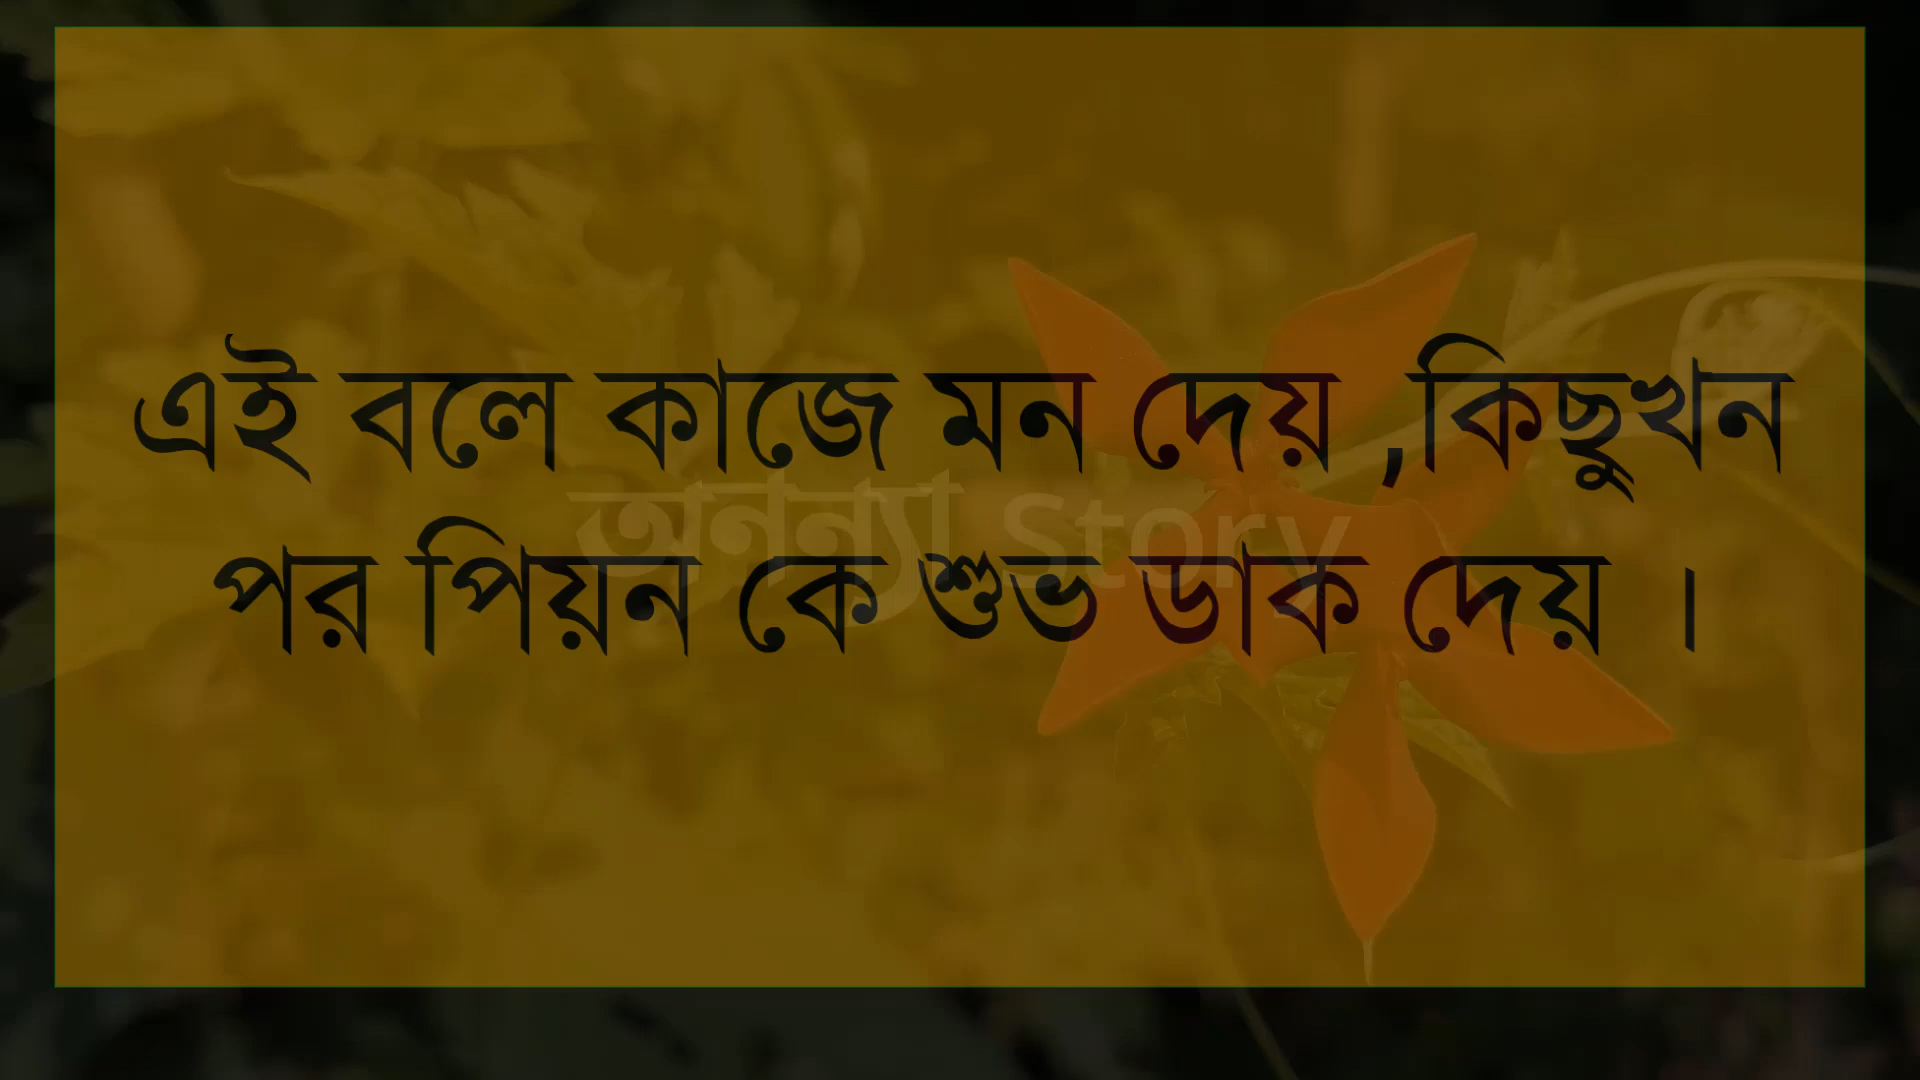 এই বলে কাজে মন দেয় ,কিছুখন
অনন্যা Story
পর পিয়ন কে শুভ ডাক দেয় ।